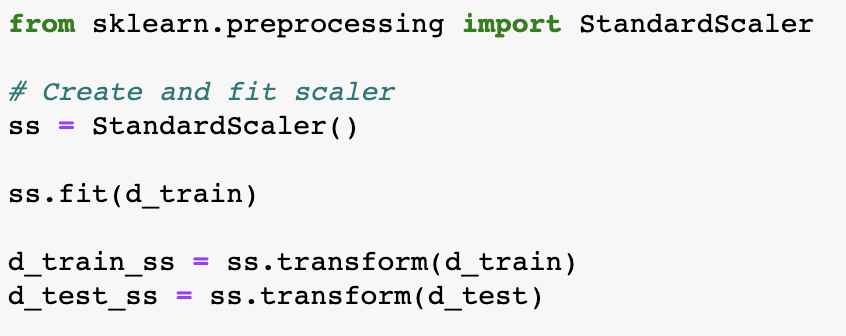 from sklearn.preprocessing import StandardScaler
# Create and fit scaler
ss = StandardScaler()
ss.fit(d_train)
d_train_ss = ss.transform(d_train)
d_test_ss = ss.transform(d_test)